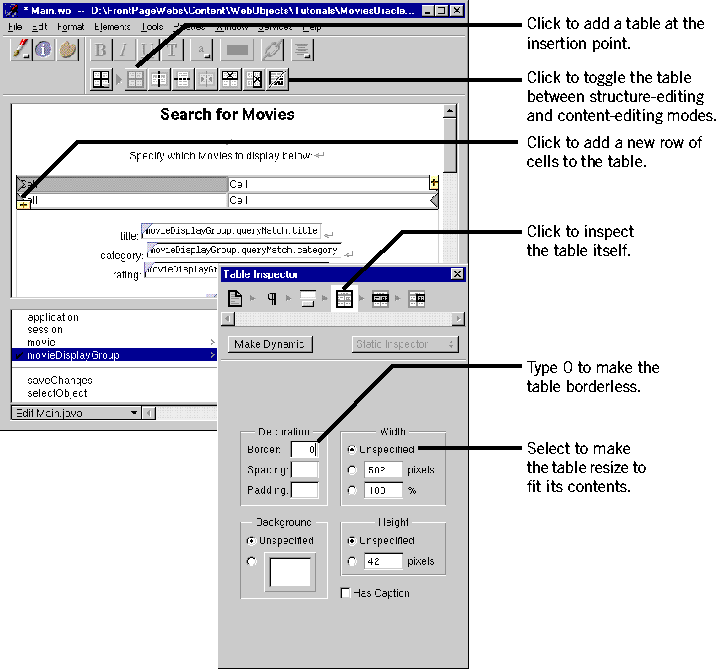 * Main.wo -- D:\FrontPageWebs\Content\WebObjects\Tutorials\MoviesOracle
File Edit Format Elements Tools Services Help
B I U T a
Search for Movies
Specify which Movies to display below:
Cell Cell
Cell Cell
title: movieDisplayGroup.queryMatch.title
category: movieDisplayGroup.queryMatch.category
rating: movieDisplayG
application
session
movie >
movieDisplayGroup >
saveChanges
selectObject
Edit Main.java
Table Inspector
Make Dynamic Static Inspector
Decoration
Border: 0
Spacing:
Padding:
Width
Unspecified
502 pixels
100 %
Background
Unspecified
Height
Unspecified
42 pixels
Has Caption
Click to add a table at the
insertion point.
Click to toggle the table
between structure-editing
and content-editing modes.
Click to add a new row of
cells to the table.
Click to inspect
the table itself.
Type 0 to make the
table borderless.
Select to make
the table resize to
fit its contents.